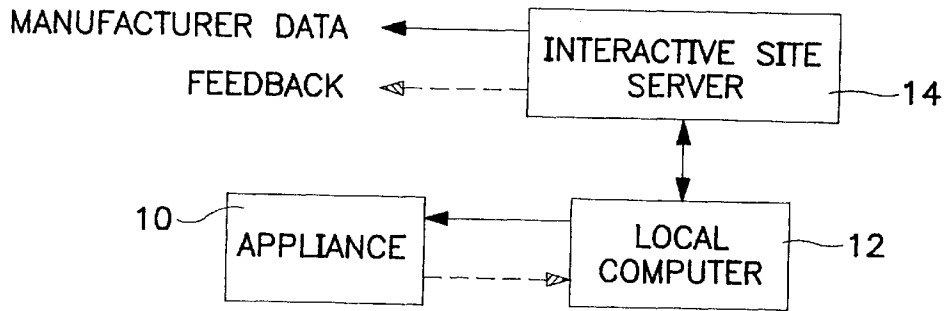 MANUFACTURER DATA
FEEDBACK
INTERACTIVE SITE
SERVER
14
10
APPLIANCE
LOCAL
COMPUTER
12